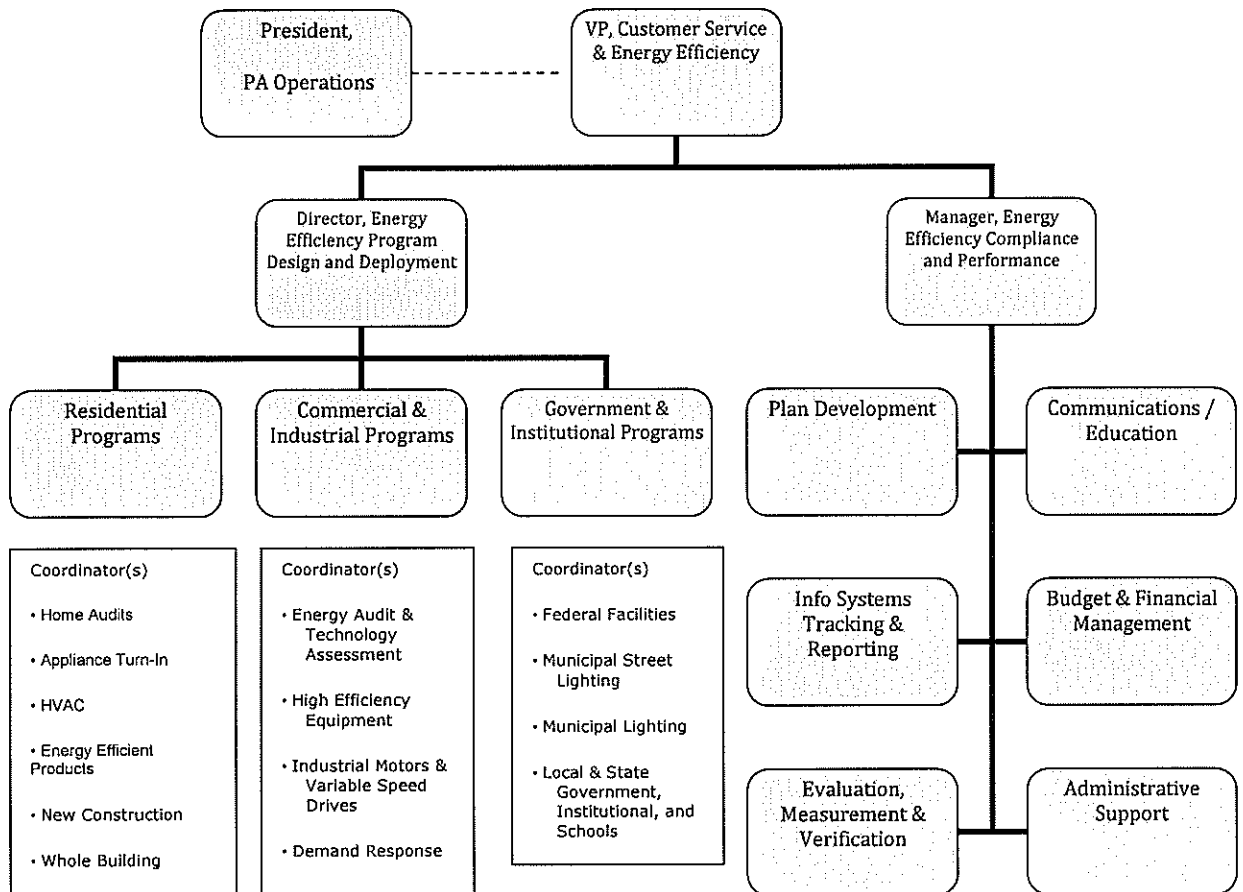 President,
PA Operations
VP, Customer Service
& Energy Efficiency
Director, Energy
Efficiency Program
Design and Deployment
Manager, Energy
Efficiency Compliance
and Performance
Residential
Programs
Commercial &
Industrial Programs
Government &
Institutional Programs
Plan Development
Communications /
Education
Coordinator(s)
• Home Audits
• Appliance Turn-In
• HVAC
• Energy Efficient
Products
• New Construction
• Whole Building
Coordinator(s)
• Energy Audit &
Technology
Assessment
• High Efficiency
Equipment
• Industrial Motors &
Variable Speed
Drives
• Demand Response
Coordinator(s)
• Federal Facilities
• Municipal Street
Lighting
• Municipal Lighting
• Local & State
Government,
Institutional, and
Schools
Info Systems
Tracking &
Reporting
Budget & Financial
Management
Evaluation,
Measurement &
Verification
Administrative
Support